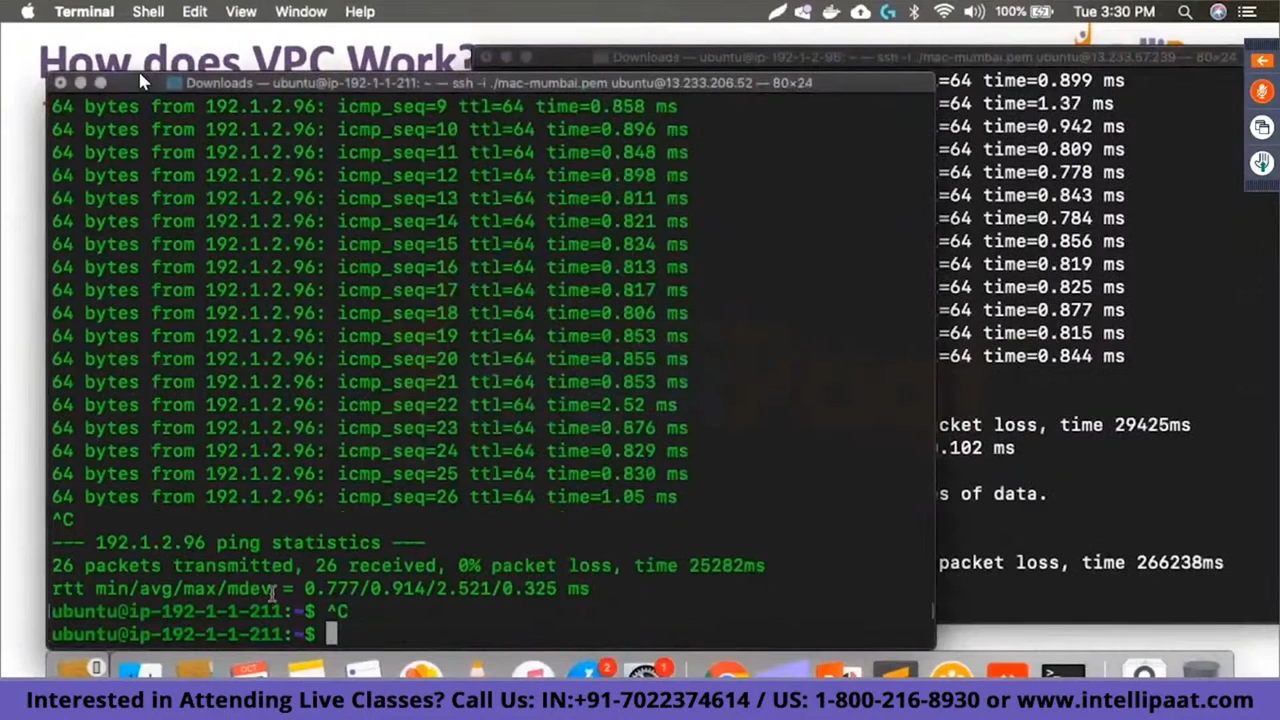 Terminal Shell Edit View Window Help 100% Tue 3:30 PM
How does VPC Work?
Downloads — ubuntu@ip-192-1-2-96: ~ — ssh -i ./mac-mumbai.pem ubuntu@13.233.57.239 — 80×24
Downloads — ubuntu@ip-192-1-1-211: ~ — ssh -i ./mac-mumbai.pem ubuntu@13.233.206.52 — 80×24
64 bytes from 192.1.2.96: icmp_seq=9 ttl=64 time=0.858 ms
64 bytes from 192.1.2.96: icmp_seq=10 ttl=64 time=0.896 ms
64 bytes from 192.1.2.96: icmp_seq=11 ttl=64 time=0.848 ms
64 bytes from 192.1.2.96: icmp_seq=12 ttl=64 time=0.898 ms
64 bytes from 192.1.2.96: icmp_seq=13 ttl=64 time=0.811 ms
64 bytes from 192.1.2.96: icmp_seq=14 ttl=64 time=0.821 ms
64 bytes from 192.1.2.96: icmp_seq=15 ttl=64 time=0.834 ms
64 bytes from 192.1.2.96: icmp_seq=16 ttl=64 time=0.813 ms
64 bytes from 192.1.2.96: icmp_seq=17 ttl=64 time=0.817 ms
64 bytes from 192.1.2.96: icmp_seq=18 ttl=64 time=0.806 ms
64 bytes from 192.1.2.96: icmp_seq=19 ttl=64 time=0.853 ms
64 bytes from 192.1.2.96: icmp_seq=20 ttl=64 time=0.855 ms
64 bytes from 192.1.2.96: icmp_seq=21 ttl=64 time=0.853 ms
64 bytes from 192.1.2.96: icmp_seq=22 ttl=64 time=2.52 ms
64 bytes from 192.1.2.96: icmp_seq=23 ttl=64 time=0.876 ms
64 bytes from 192.1.2.96: icmp_seq=24 ttl=64 time=0.829 ms
64 bytes from 192.1.2.96: icmp_seq=25 ttl=64 time=0.830 ms
64 bytes from 192.1.2.96: icmp_seq=26 ttl=64 time=1.05 ms
^C
--- 192.1.2.96 ping statistics ---
26 packets transmitted, 26 received, 0% packet loss, time 25282ms
rtt min/avg/max/mdev = 0.777/0.914/2.521/0.325 ms
ubuntu@ip-192-1-1-211:~$ ^C
ubuntu@ip-192-1-1-211:~$
=64 time=0.899 ms
=64 time=1.37 ms
=64 time=0.942 ms
=64 time=0.809 ms
=64 time=0.778 ms
=64 time=0.843 ms
=64 time=0.784 ms
=64 time=0.856 ms
=64 time=0.819 ms
=64 time=0.825 ms
=64 time=0.877 ms
=64 time=0.815 ms
=64 time=0.844 ms
packet loss, time 29425ms
.102 ms
s of data.
packet loss, time 266238ms
OCT
2
1
Interested in Attending Live Classes? Call Us: IN:+91-7022374614 / US: 1-800-216-8930 or www.intellipaat.com